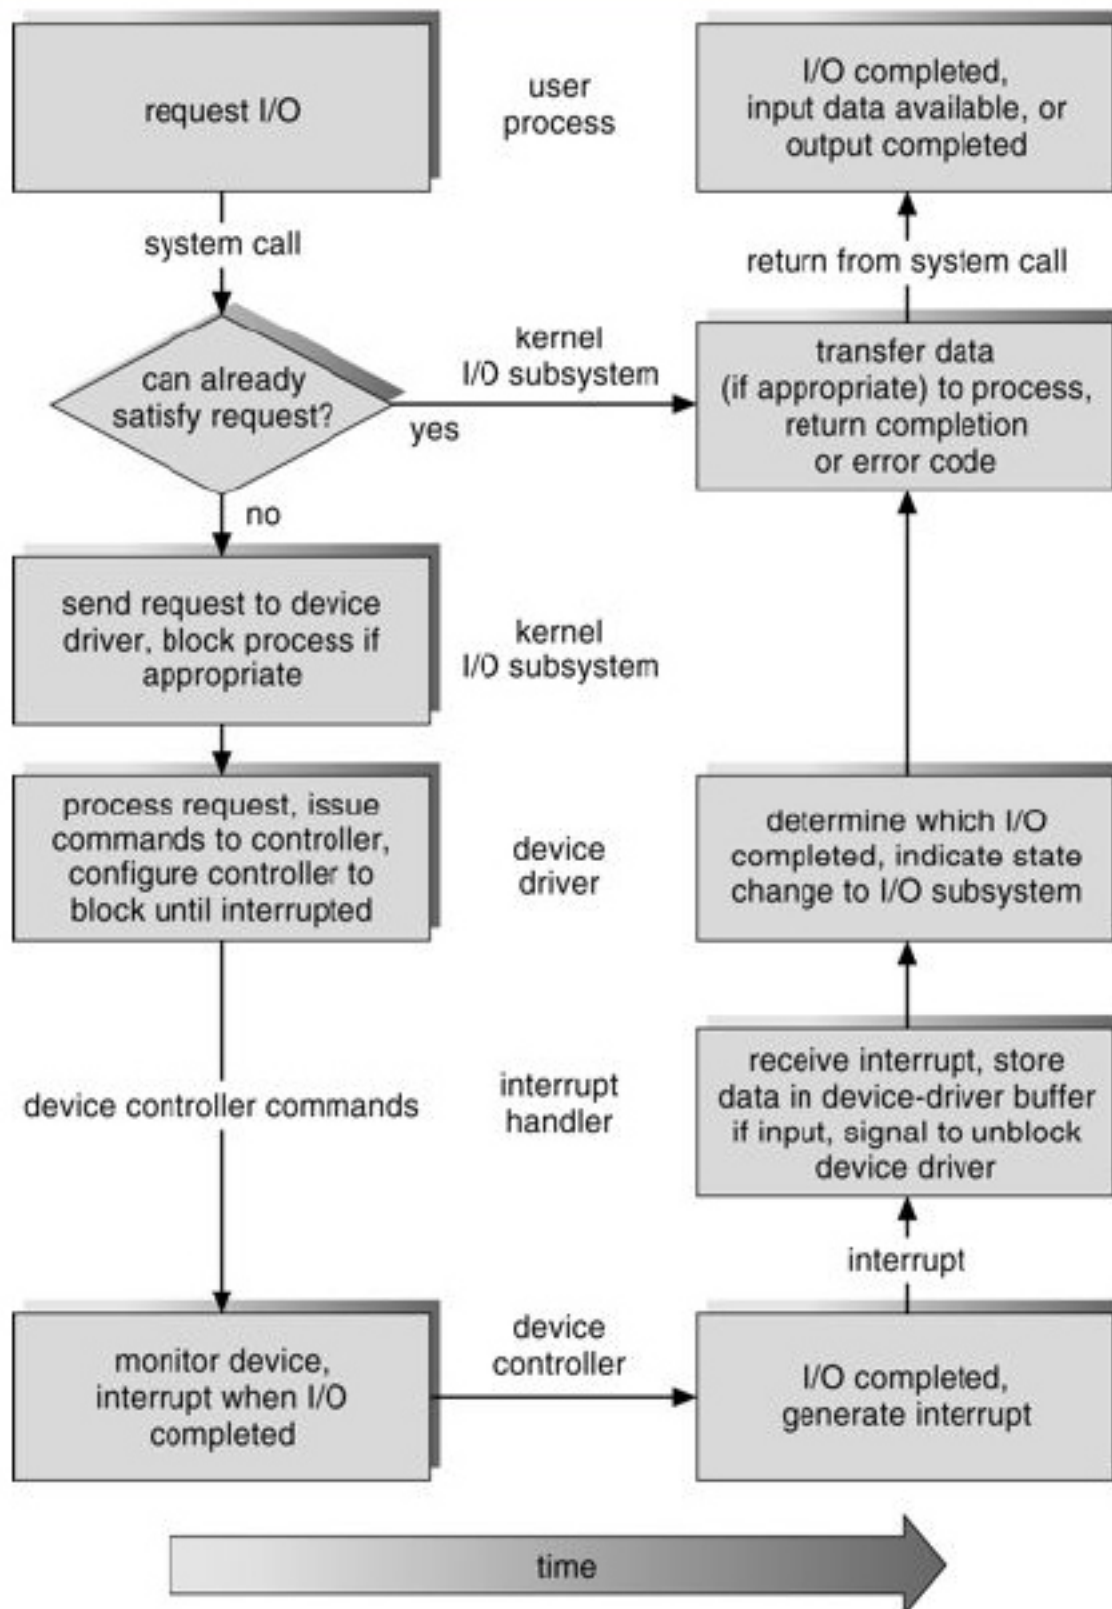 request I/O
user
process
I/O completed,
input data available, or
output completed
system call
return from system call
can already
satisfy request?
kernel
I/O subsystem
yes
transfer data
(if appropriate) to process,
return completion
or error code
no
send request to device
driver, block process if
appropriate
kernel
I/O subsystem
process request, issue
commands to controller,
configure controller to
block until interrupted
device
driver
determine which I/O
completed, indicate state
change to I/O subsystem
device controller commands
interrupt
handler
receive interrupt, store
data in device-driver buffer
if input, signal to unblock
device driver
interrupt
monitor device,
interrupt when I/O
completed
device
controller
I/O completed,
generate interrupt
time